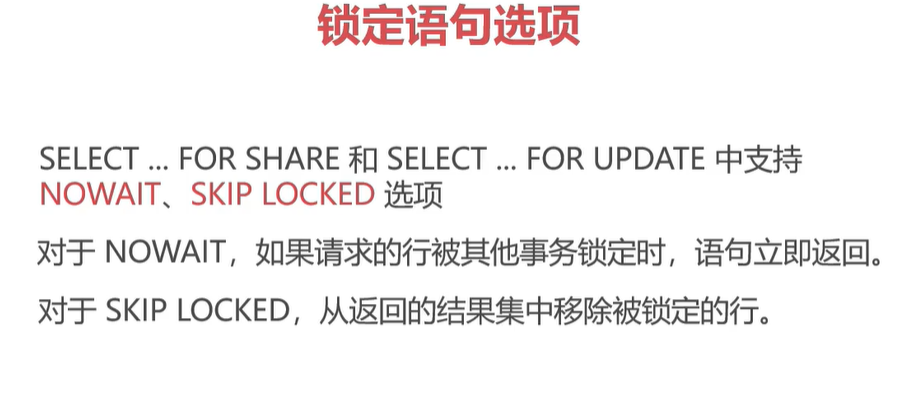 锁定语句选项
SELECT ... FOR SHARE 和 SELECT ... FOR UPDATE 中支持
NOWAIT、SKIP LOCKED 选项
对于 NOWAIT，如果请求的行被其他事务锁定时，语句立即返回。
对于 SKIP LOCKED，从返回的结果集中移除被锁定的行。